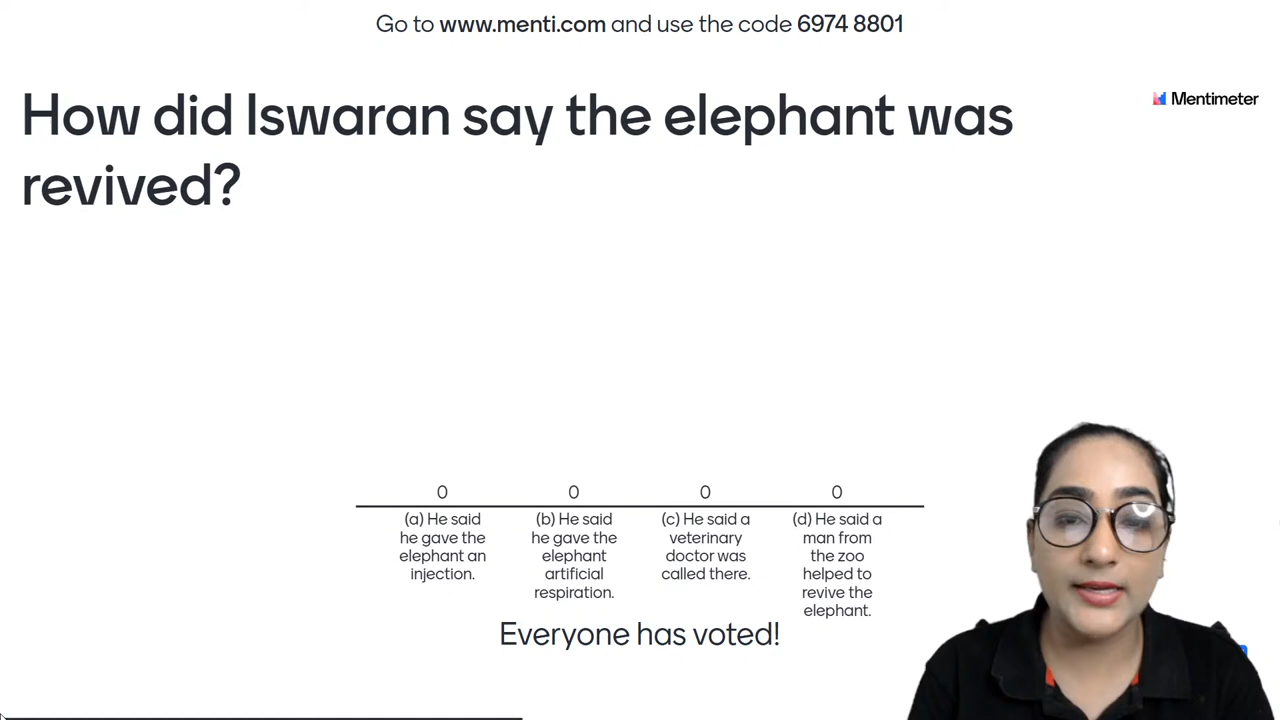 Go to www.menti.com and use the code 6974 8801
How did Iswaran say the elephant was
revived?
Mentimeter
0 0 0 0
(a) He said
he gave the
elephant an
injection.
(b) He said
he gave the
elephant
artificial
respiration.
(c) He said a
veterinary
doctor was
called there.
(d) He said a
man from
the zoo
helped to
revive the
elephant.
Everyone has voted!